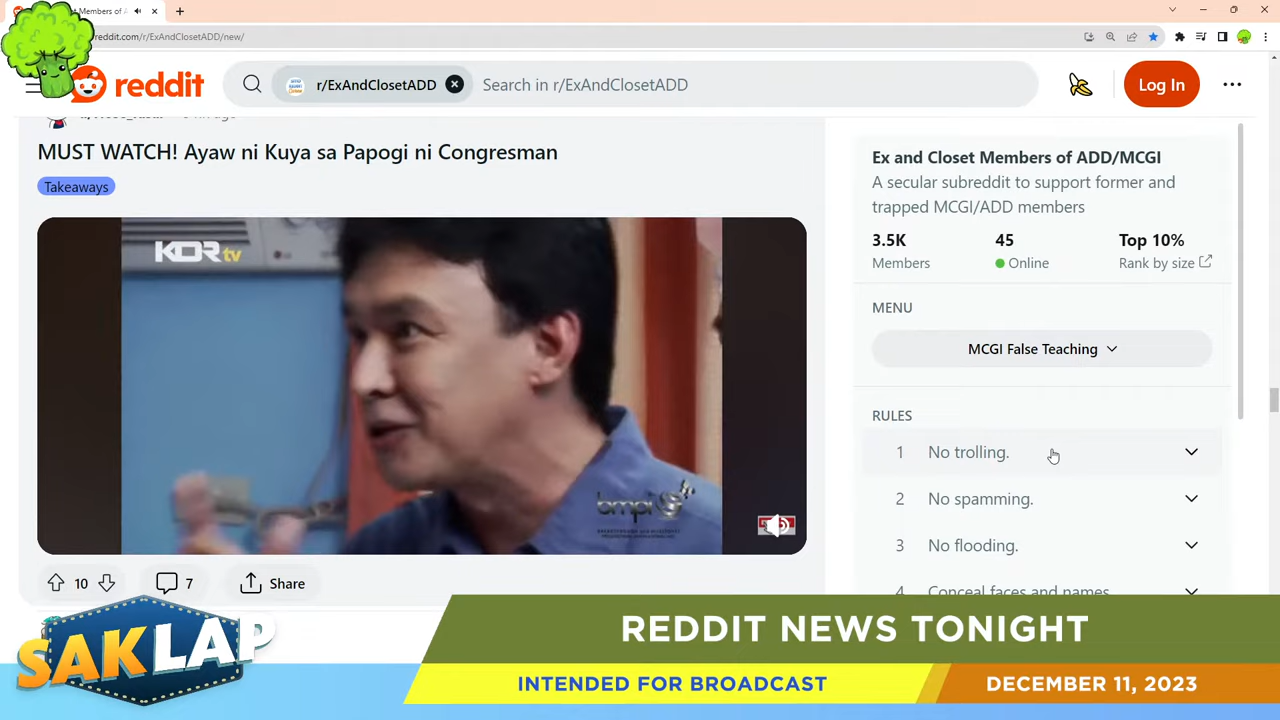 reddit.com/r/ExAndClosetADD/new/
reddit
r/ExAndClosetADD
Search in r/ExAndClosetADD
Log In
MUST WATCH! Ayaw ni Kuya sa Papogi ni Congresman
Takeaways
KDRtv
bmpi
10
7
Share
Ex and Closet Members of ADD/MCGI
A secular subreddit to support former and
trapped MCGI/ADD members
3.5K
45
Top 10%
Members
Online
Rank by size
MENU
MCGI False Teaching
RULES
1 No trolling.
2 No spamming.
3 No flooding.
4 Conceal faces and names
SAKLAP
REDDIT NEWS TONIGHT
INTENDED FOR BROADCAST
DECEMBER 11, 2023